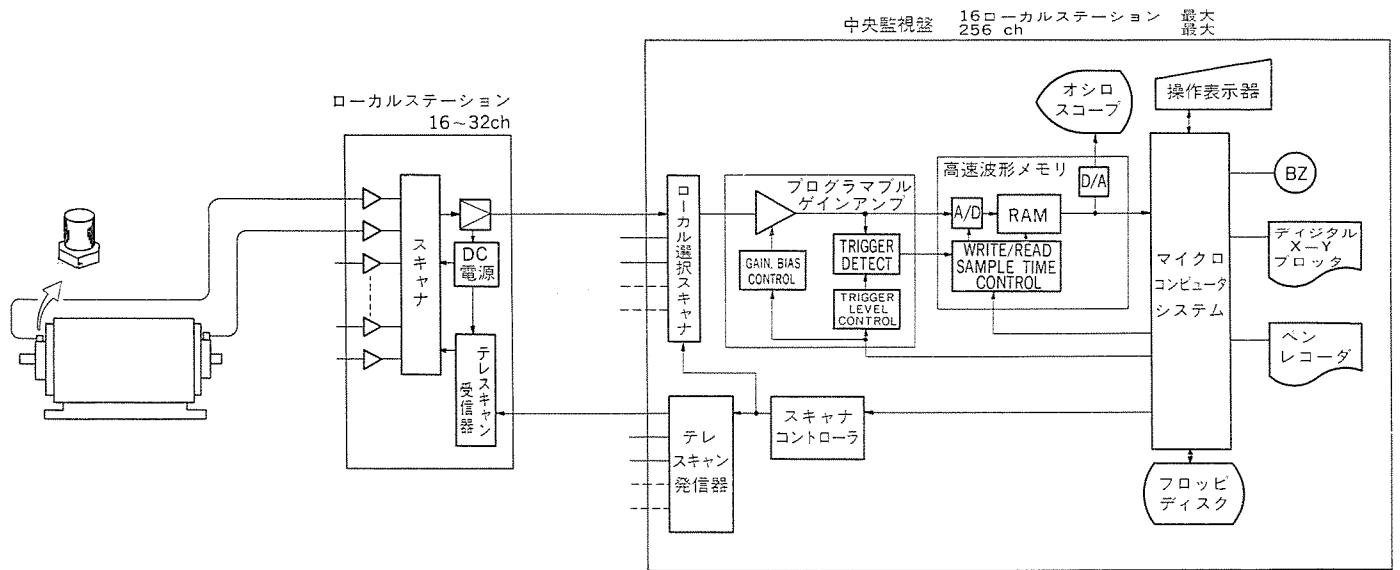 中央監視盤
16ローカルステーション 最大
256 ch 最大
ローカルステーション
16~32ch
スキャナ
DC
電源
テレスキャン
受信器
ローカル選択スキャナ
プログラマブル
ゲインアンプ
GAIN, BIAS
CONTROL
TRIGGER
DETECT
TRIGGER
LEVEL
CONTROL
高速波形メモリ
A/D
RAM
D/A
WRITE/READ
SAMPLE TIME
CONTROL
オシロ
スコープ
操作表示器
マイクロ
コンピュータ
システム
BZ
ディジタル
X-Y
プロッタ
ペン
レコーダ
フロッピ
ディスク
スキャナ
コントローラ
テレ
スキャン
発信器